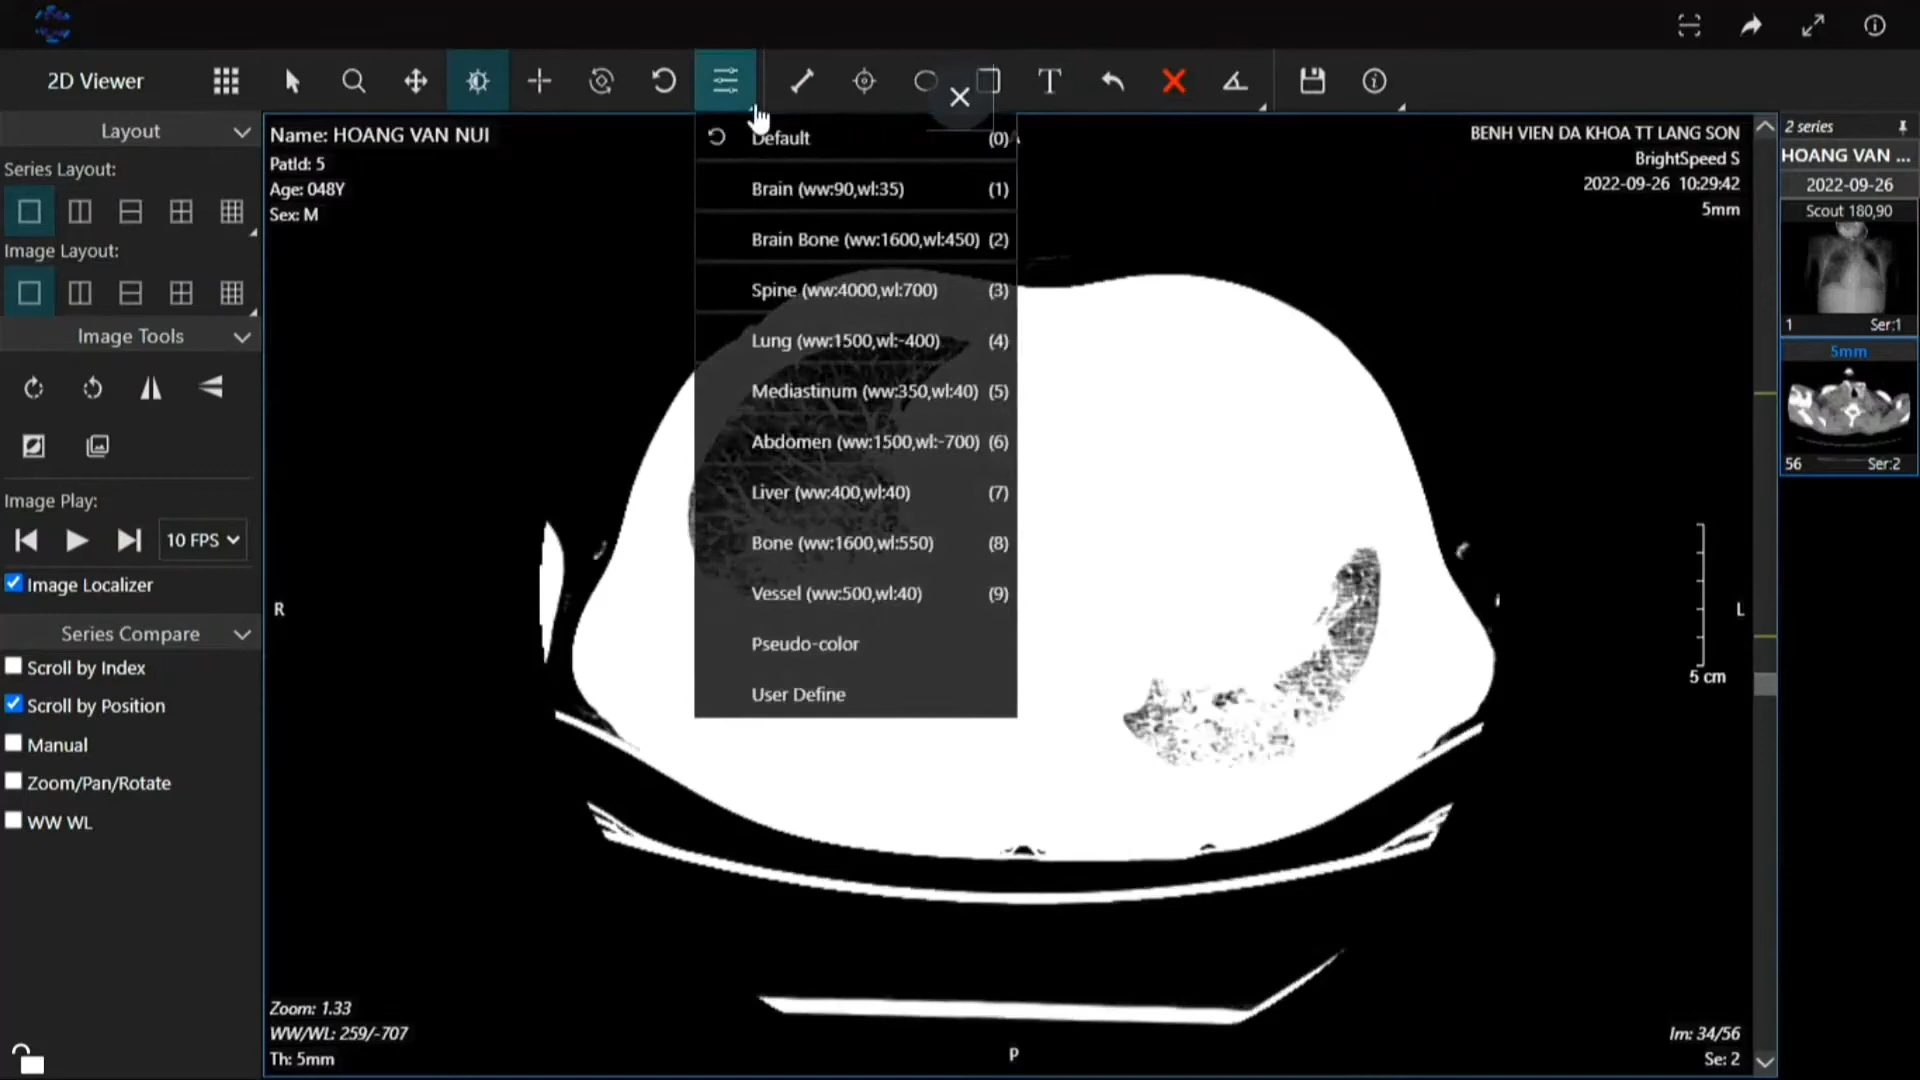 2D Viewer
T
Layout
Series Layout:
Image Layout:
Image Tools
Image Play:
10 FPS
Image Localizer
Series Compare
Scroll by Index
Scroll by Position
Manual
Zoom/Pan/Rotate
WW WL
Name: HOANG VAN NUI
PatId: 5
Age: 048Y
Sex: M
Default (0)
Brain (ww:90,wl:35) (1)
Brain Bone (ww:1600,wl:450) (2)
Spine (ww:4000,wl:700) (3)
Lung (ww:1500,wl:-400) (4)
Mediastinum (ww:350,wl:40) (5)
Abdomen (ww:1500,wl:-700) (6)
Liver (ww:400,wl:40) (7)
Bone (ww:1600,wl:550) (8)
Vessel (ww:500,wl:40) (9)
Pseudo-color
User Define
BENH VIEN DA KHOA TT LANG SON
BrightSpeed S
2022-09-26 10:29:42
5mm
R
L
5 cm
Zoom: 1.33
WW/WL: 259/-707
Th: 5mm
P
Im: 34/56
Se: 2
2 series
HOANG VAN ...
2022-09-26
Scout 180,90
1 Ser:1
5mm
56 Ser:2